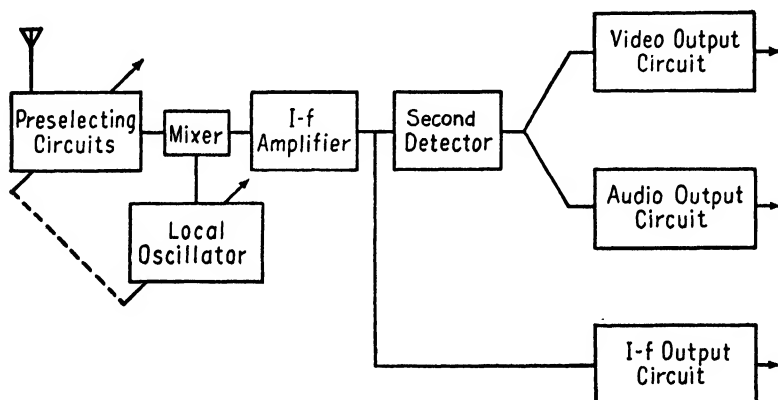 Preselecting
Circuits
Mixer
I-f
Amplifier
Local
Oscillator
Second
Detector
Video Output
Circuit
Audio Output
Circuit
I-f Output
Circuit